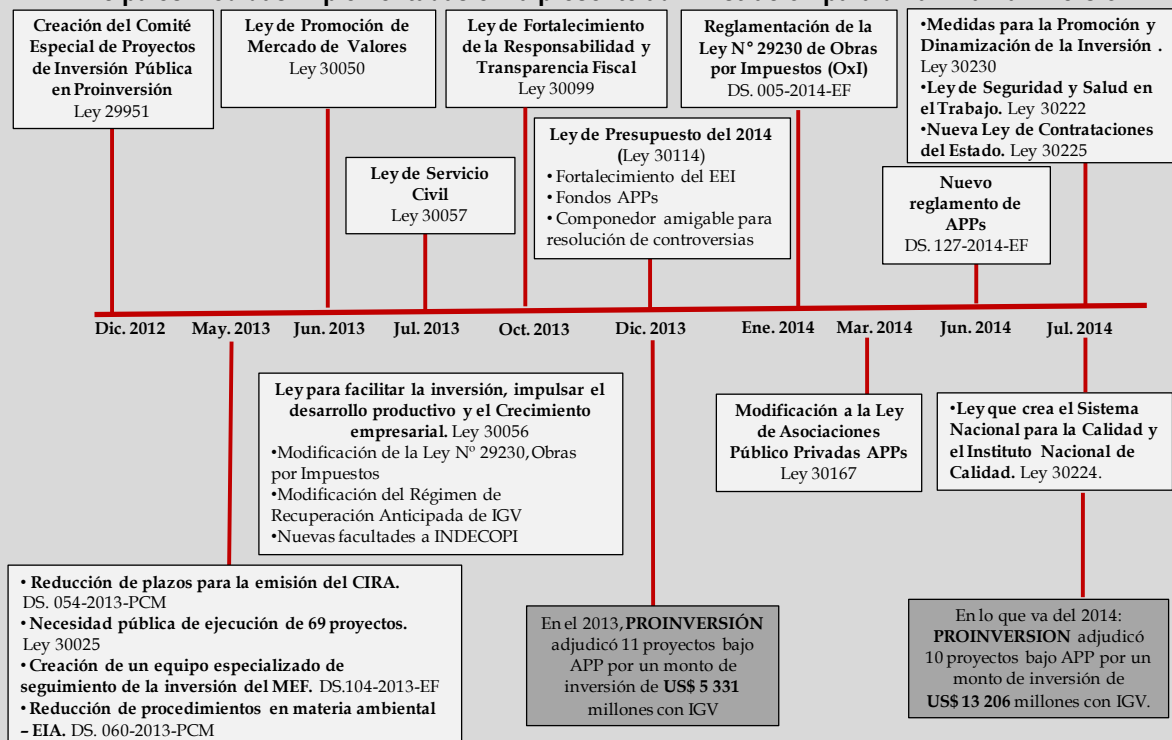 Creación del Comité
Especial de Proyectos
de Inversión Pública
en Proinversión
Ley 29951
Ley de Promoción de
Mercado de Valores
Ley 30050
Ley de Fortalecimiento
de la Responsabilidad y
Transparencia Fiscal
Ley 30099
Reglamentación de la
Ley N° 29230 de Obras
por Impuestos (OxI)
DS. 005-2014-EF
•Medidas para la Promoción y
Dinamización de la Inversión .
Ley 30230
•Ley de Seguridad y Salud en
el Trabajo. Ley 30222
•Nueva Ley de Contrataciones
del Estado. Ley 30225
Ley de Servicio
Civil
Ley 30057
Ley de Presupuesto del 2014
(Ley 30114)
•Fortalecimiento del EEI
•Fondos APPs
•Componedor amigable para
resolución de controversias
Nuevo
reglamento de
APPs
DS. 127-2014-EF
Dic. 2012 May. 2013 Jun. 2013 Jul. 2013 Oct. 2013 Dic. 2013 Ene. 2014 Mar. 2014 Jun. 2014 Jul. 2014
Ley para facilitar la inversión, impulsar el
desarrollo productivo y el Crecimiento
empresarial. Ley 30056
•Modificación de la Ley Nº 29230, Obras
por Impuestos
•Modificación del Régimen de
Recuperación Anticipada de IGV
•Nuevas facultades a INDECOPI
Modificación a la Ley
de Asociaciones
Público Privadas APPs
Ley 30167
•Ley que crea el Sistema
Nacional para la Calidad y
el Instituto Nacional de
Calidad. Ley 30224.
• Reducción de plazos para la emisión del CIRA.
DS. 054-2013-PCM
• Necesidad pública de ejecución de 69 proyectos.
Ley 30025
• Creación de un equipo especializado de
seguimiento de la inversión del MEF. DS.104-2013-EF
• Reducción de procedimientos en materia ambiental
– EIA. DS. 060-2013-PCM
En el 2013, PROINVERSIÓN
adjudicó 11 proyectos bajo
APP por un monto de
inversión de US$ 5 331
millones con IGV
En lo que va del 2014:
PROINVERSION adjudicó
10 proyectos bajo APP por un
monto de inversión de
US$ 13 206 millones con IGV.